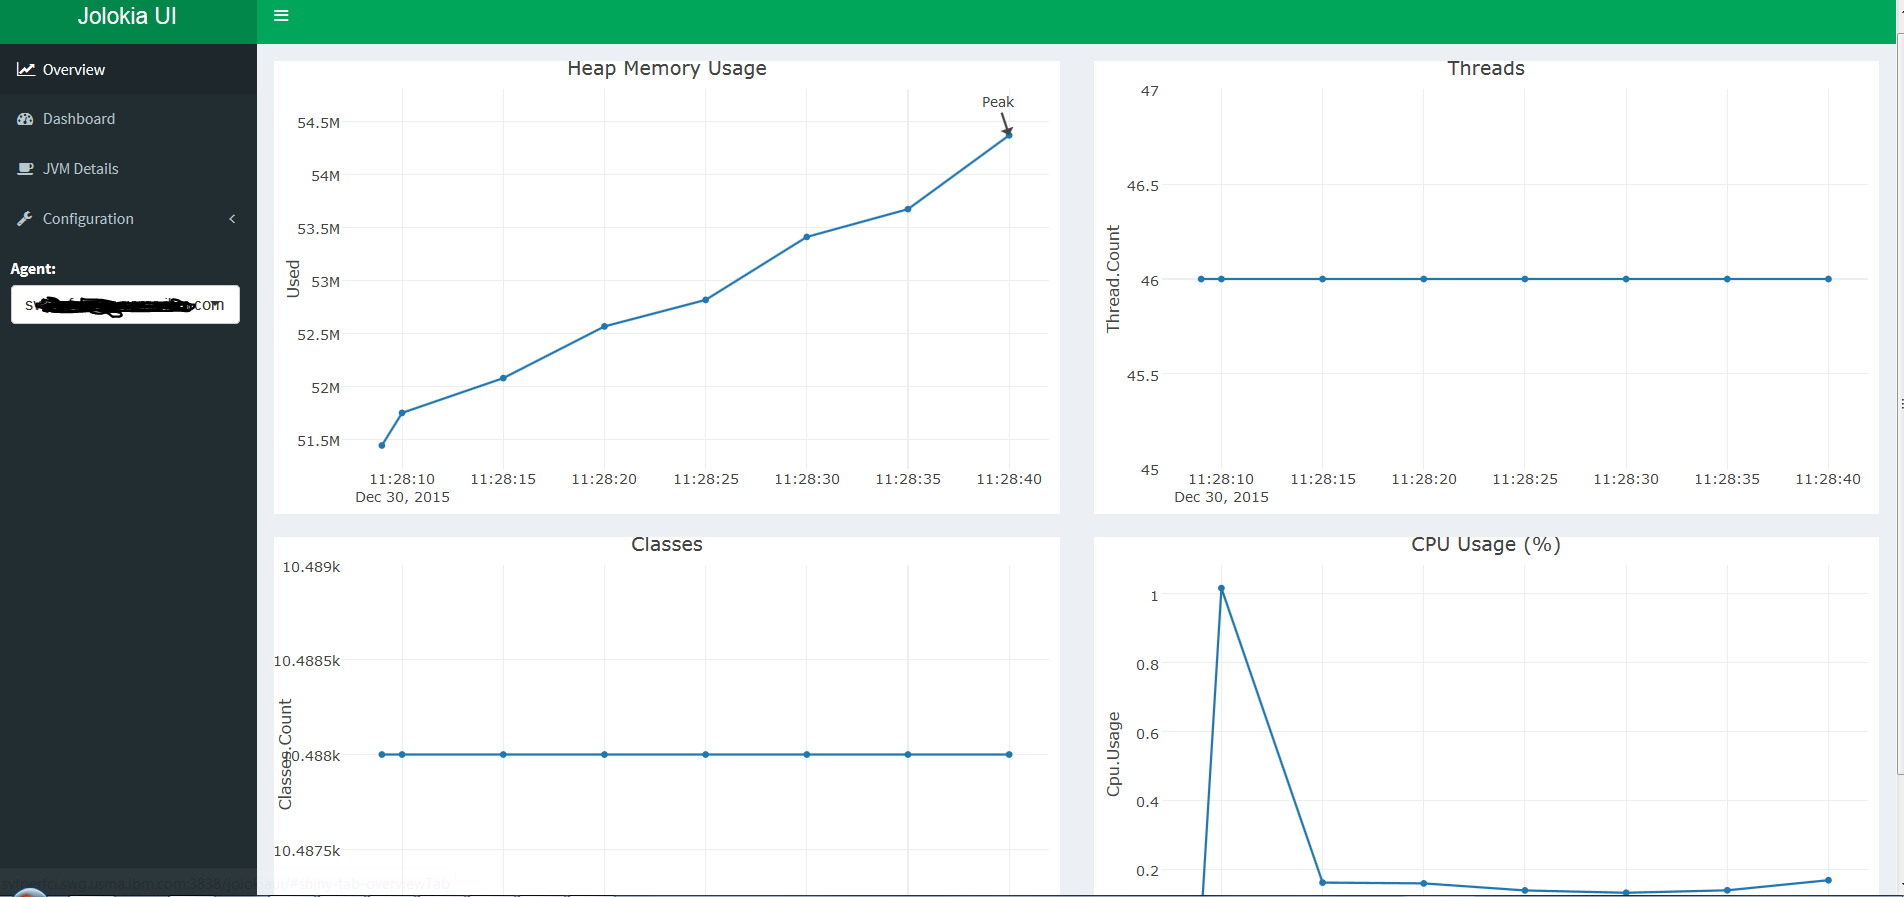 Jolokia UI
Overview
Dashboard
JVM Details
Configuration
Agent:
.com
Heap Memory Usage
Peak
54.5M
54M
53.5M
53M
52.5M
52M
51.5M
Used
11:28:10 11:28:15 11:28:20 11:28:25 11:28:30 11:28:35 11:28:40
Dec 30, 2015
Threads
47
46.5
46
45.5
45
Thread.Count
11:28:10 11:28:15 11:28:20 11:28:25 11:28:30 11:28:35 11:28:40
Dec 30, 2015
Classes
10.489k
10.4885k
10.488k
10.4875k
Classes.Count
CPU Usage (%)
1
0.8
0.6
0.4
0.2
Cpu.Usage